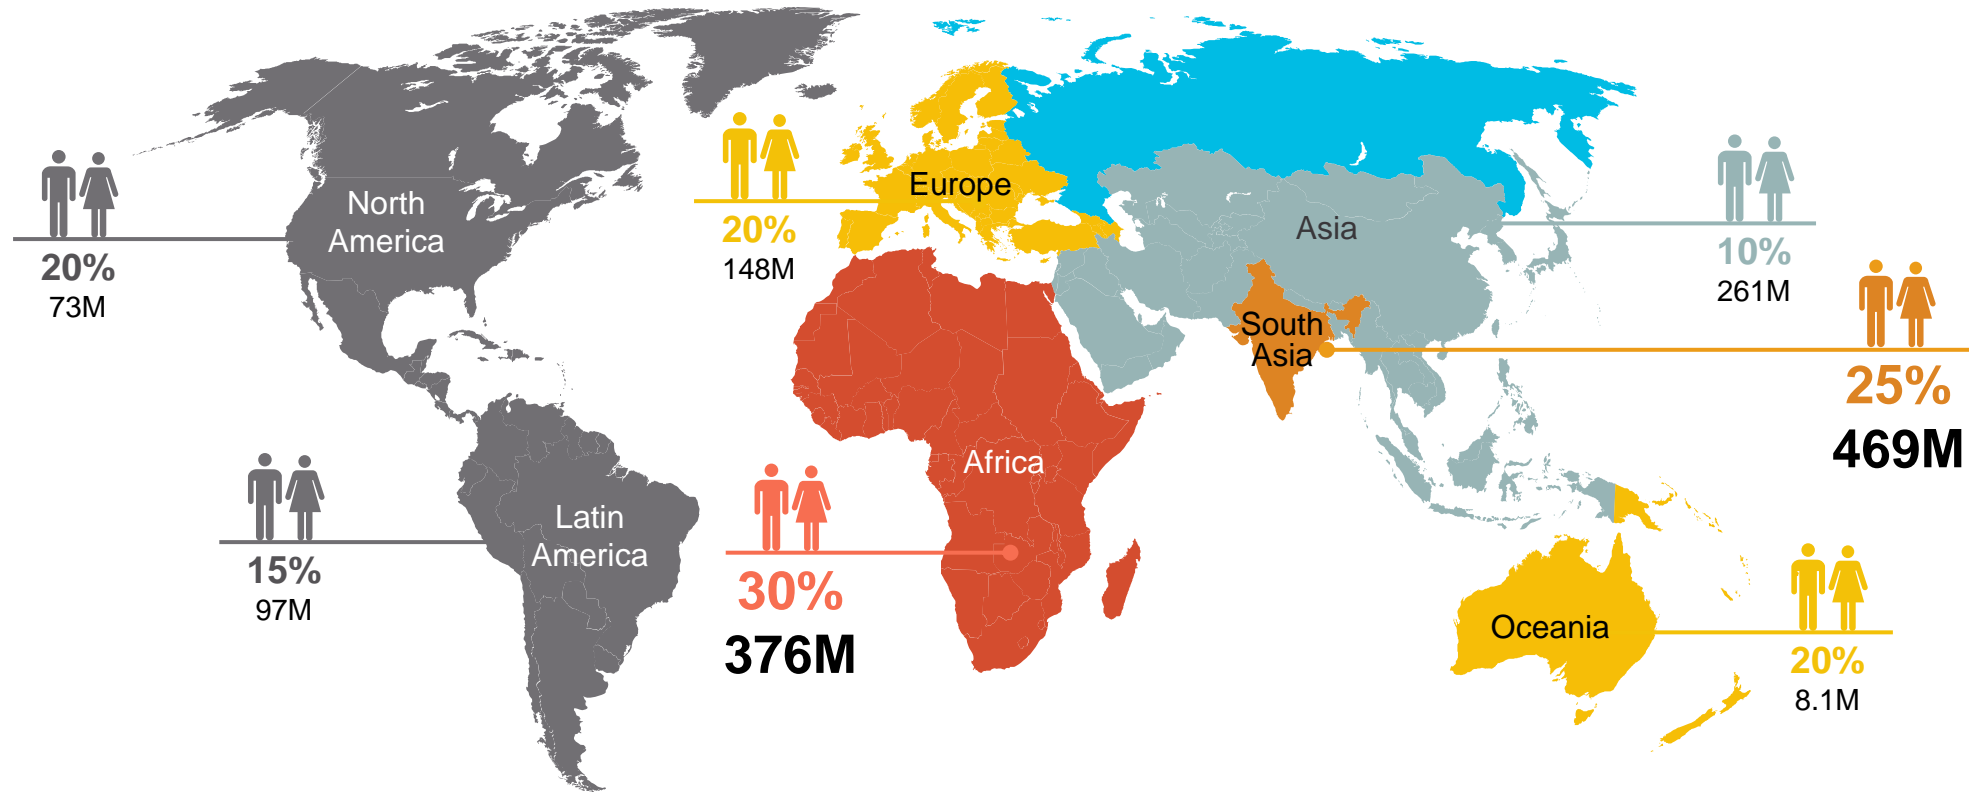 North
America
20%
73M
Europe
20%
148M
Asia
10%
261M
South
Asia
25%
469M
Africa
30%
376M
Latin
America
15%
97M
Oceania
20%
8.1M